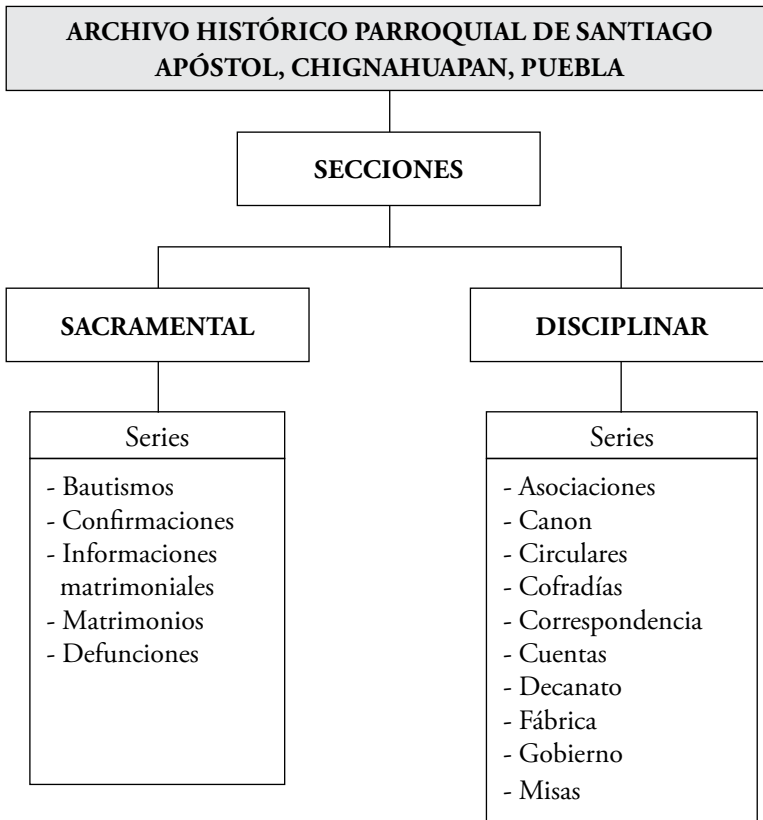 ARCHIVO HISTÓRICO PARROQUIAL DE SANTIAGO
APÓSTOL, CHIGNAHUAPAN, PUEBLA
SECCIONES
SACRAMENTAL
DISCIPLINAR
Series
- Bautismos
- Confirmaciones
- Informaciones
matrimoniales
- Matrimonios
- Defunciones
Series
- Asociaciones
- Canon
- Circulares
- Cofradías
- Correspondencia
- Cuentas
- Decanato
- Fábrica
- Gobierno
- Misas